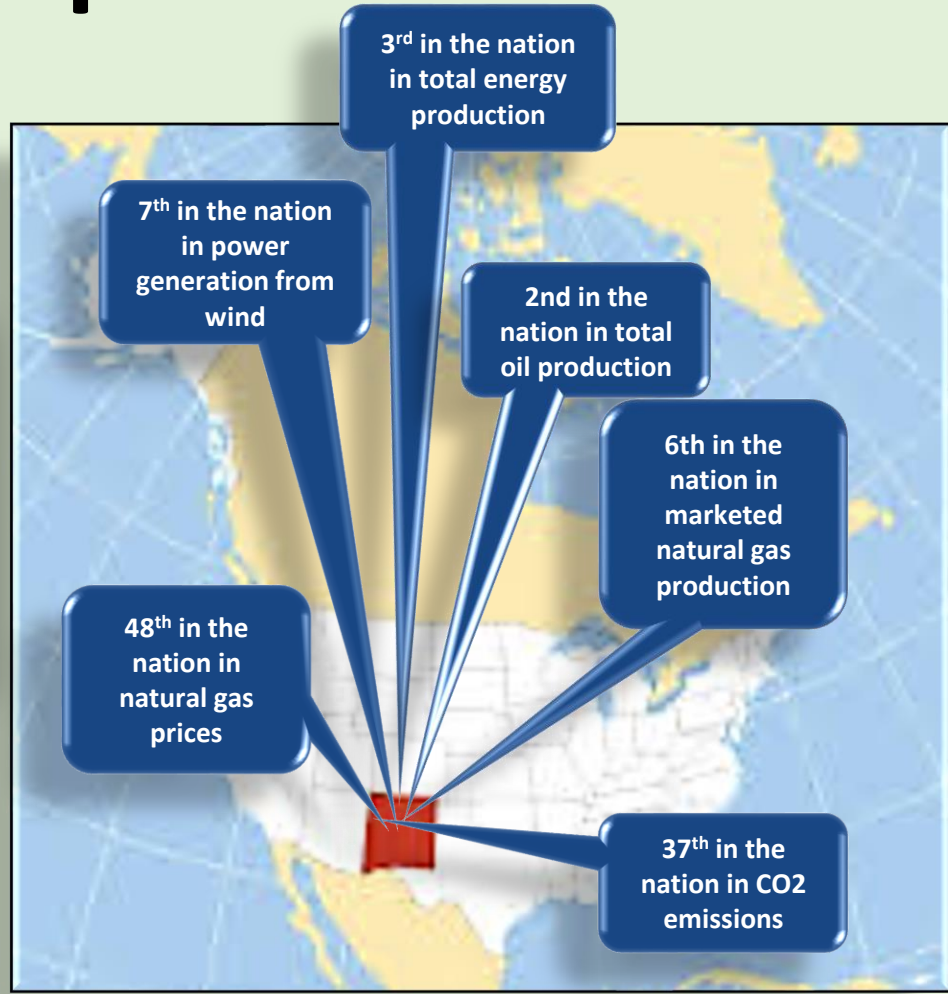 3rd in the nation
in total energy
production
7th in the nation
in power
generation from
wind
2nd in the
nation in total
oil production
6th in the
nation in
marketed
natural gas
production
48th in the
nation in
natural gas
prices
37th in the
nation in CO2
emissions